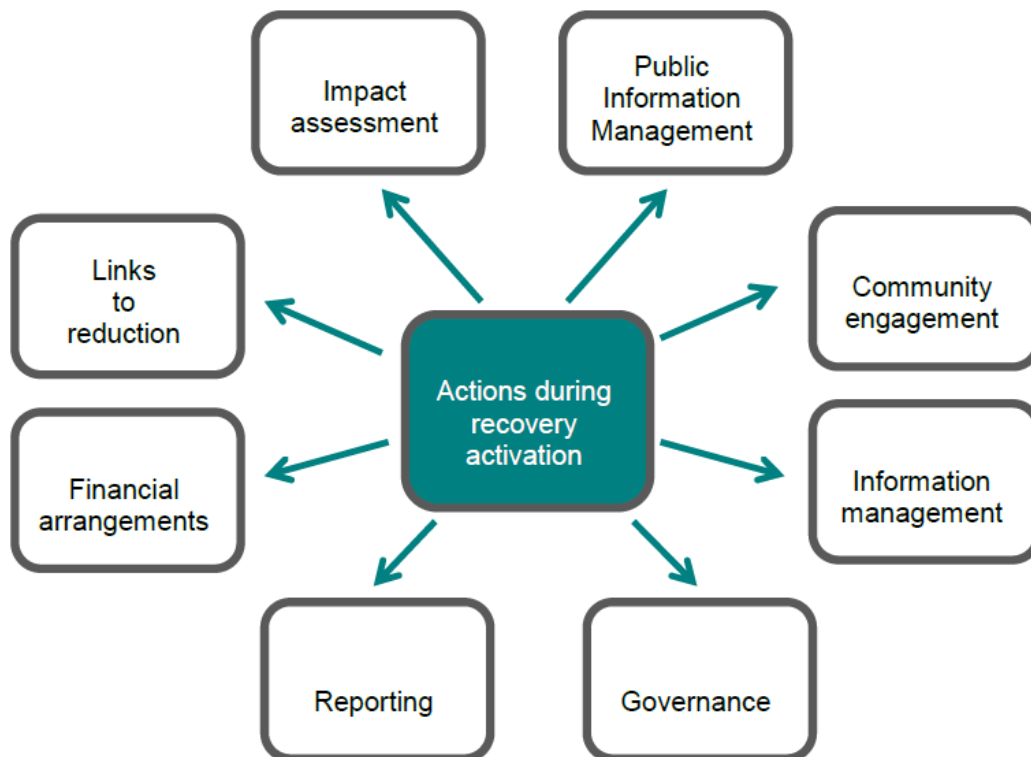 Impact
assessment
Public
Information
Management
Links
to
reduction
Community
engagement
Actions during
recovery
activation
Financial
arrangements
Information
management
Reporting
Governance